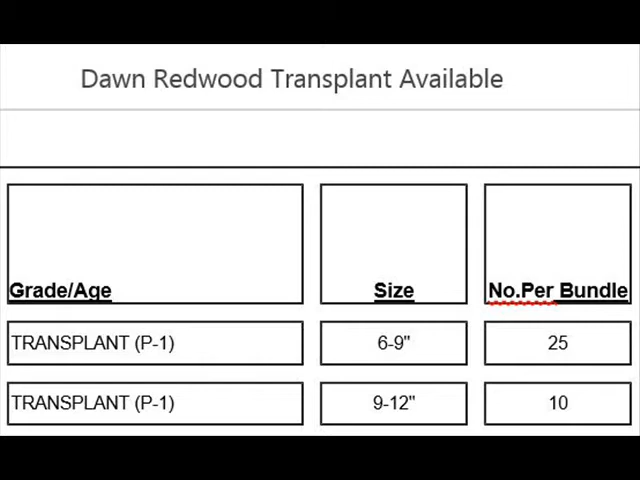 Dawn Redwood Transplant Available
Grade/Age Size No.Per Bundle
TRANSPLANT (P-1) 6-9" 25
TRANSPLANT (P-1) 9-12" 10